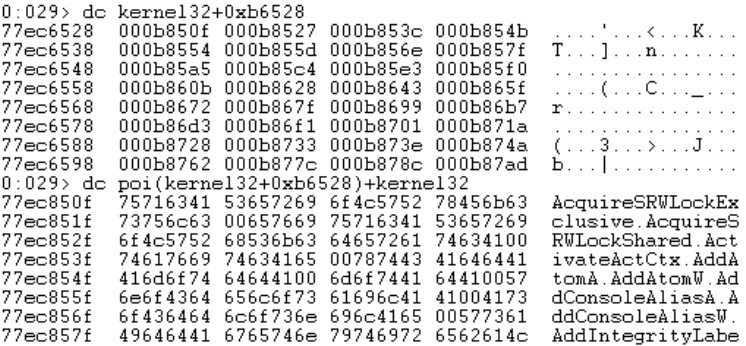 0:029> dc kernel32+0xb6528
77ec6528  000b850f 000b8527 000b853c 000b854b  ....'...<...K...
77ec6538  000b8554 000b855d 000b856e 000b857f  T...]...n.......
77ec6548  000b85a5 000b85c4 000b85e3 000b85f0  ................
77ec6558  000b860b 000b8628 000b8643 000b865f  ....(...C..._...
77ec6568  000b8672 000b867f 000b8699 000b86b7  r...............
77ec6578  000b86d3 000b86f1 000b8701 000b871a  ................
77ec6588  000b8728 000b8733 000b873e 000b874a  (...3...>...J...
77ec6598  000b8762 000b877c 000b878c 000b87ad  b...|...........
0:029> dc poi(kernel32+0xb6528)+kernel32
77ec850f  75716341 53657269 6f4c5752 78456b63  AcquireSRWLockEx
77ec851f  73756c63 00657669 75716341 53657269  clusive.AcquireS
77ec852f  6f4c5752 68536b63 64657261 74634100  RWLockShared.Act
77ec853f  74617669 74634165 00787443 41646441  ivateActCtx.AddA
77ec854f  416d6f74 64644100 6d6f7441 64410057  tomA.AddAtomW.Ad
77ec855f  6e6f4364 656c6f73 61696c41 41004173  dConsoleAliasA.A
77ec856f  6f436464 6c6f736e 696c4165 00577361  ddConsoleAliasW.
77ec857f  49646441 6765746e 79746972 6562614c  AddIntegrityLabe